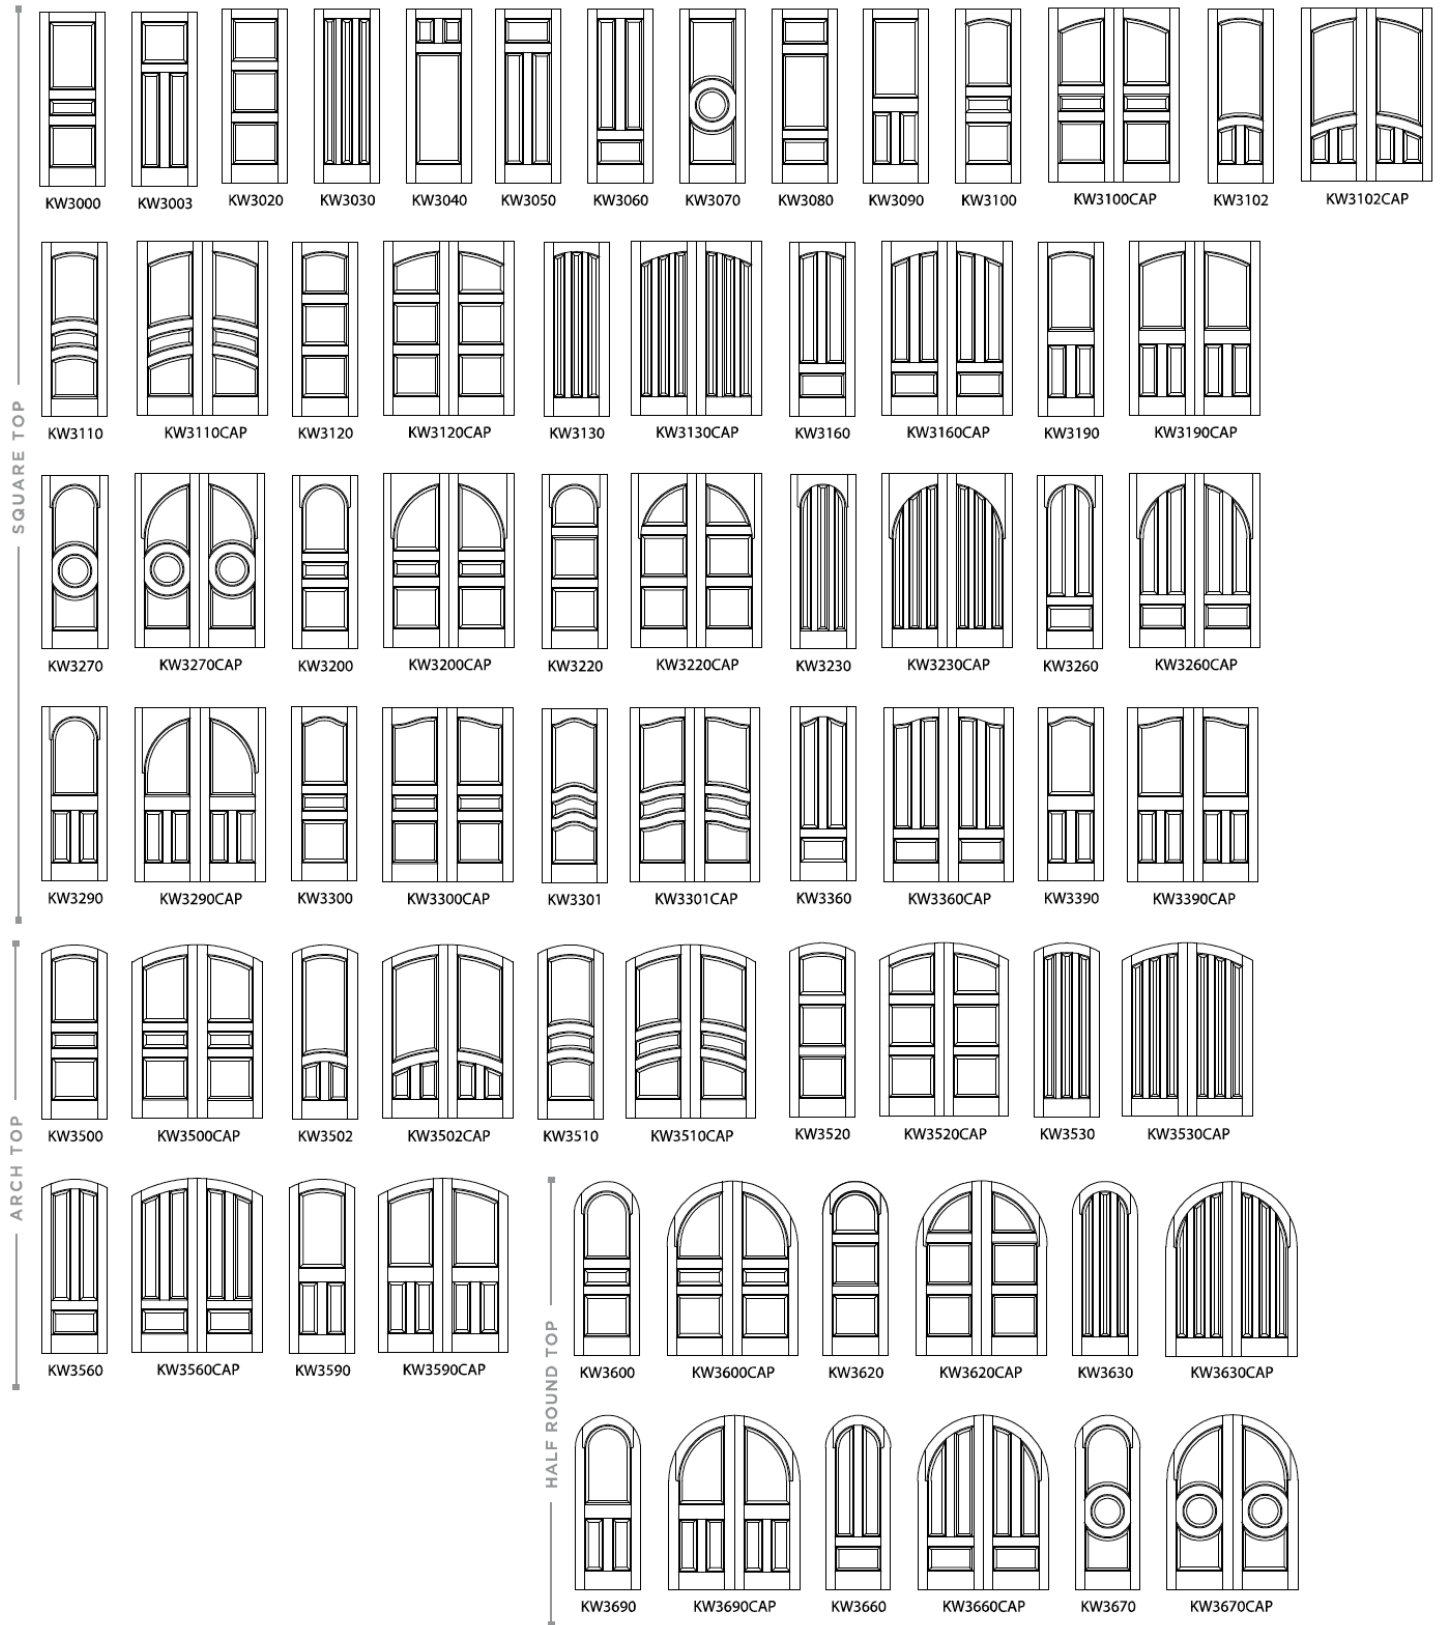 SQUARE TOP
KW3000 KW3003 KW3020 KW3030 KW3040 KW3050 KW3060 KW3070 KW3080 KW3090 KW3100 KW3100CAP KW3102 KW3102CAP
KW3110 KW3110CAP KW3120 KW3120CAP KW3130 KW3130CAP KW3160 KW3160CAP KW3190 KW3190CAP
KW3270 KW3270CAP KW3200 KW3200CAP KW3220 KW3220CAP KW3230 KW3230CAP KW3260 KW3260CAP
KW3290 KW3290CAP KW3300 KW3300CAP KW3301 KW3301CAP KW3360 KW3360CAP KW3390 KW3390CAP
ARCH TOP
KW3500 KW3500CAP KW3502 KW3502CAP KW3510 KW3510CAP KW3520 KW3520CAP KW3530 KW3530CAP
KW3560 KW3560CAP KW3590 KW3590CAP
HALF ROUND TOP
KW3600 KW3600CAP KW3620 KW3620CAP KW3630 KW3630CAP
KW3690 KW3690CAP KW3660 KW3660CAP KW3670 KW3670CAP